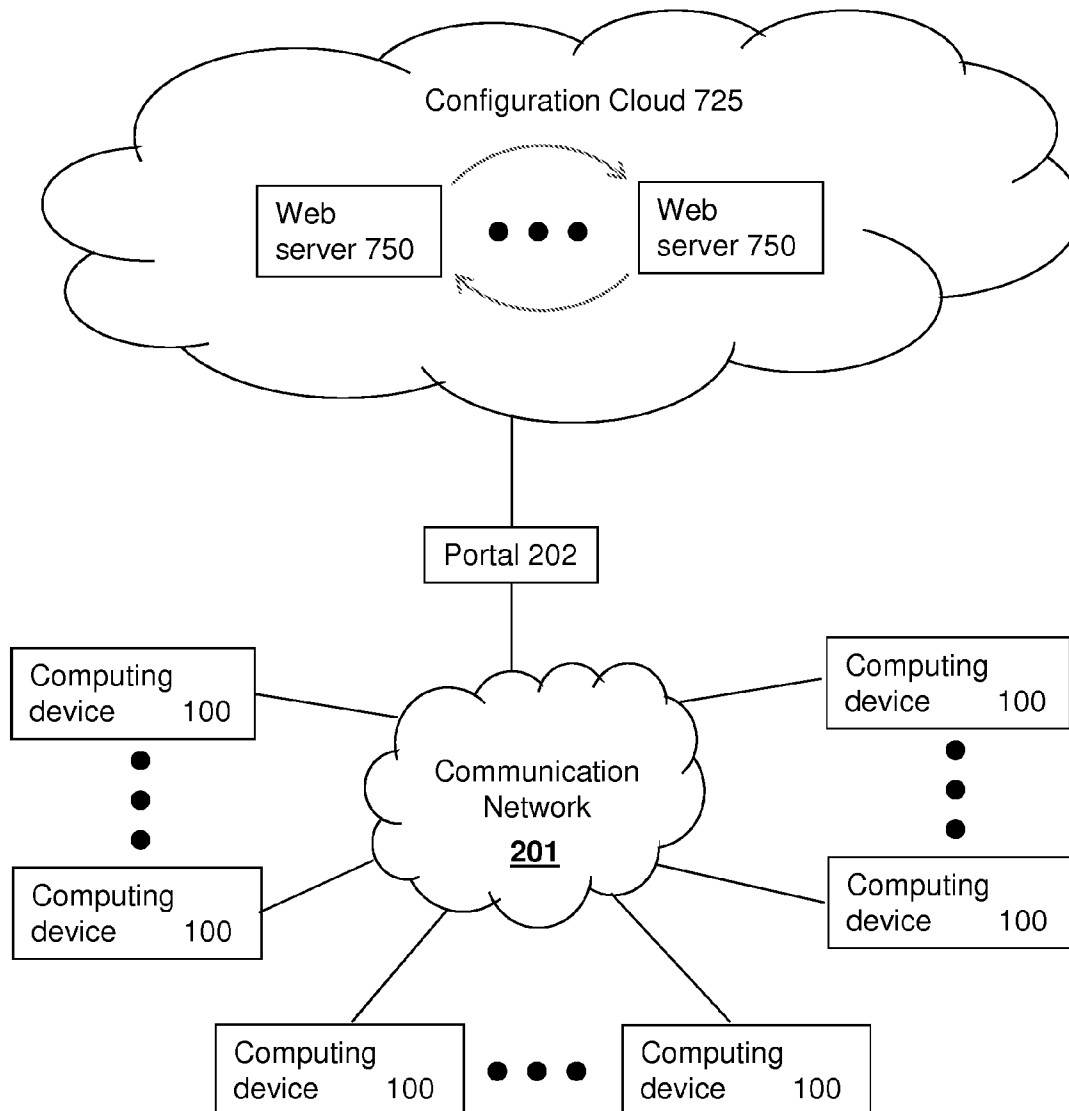 Configuration Cloud 725
Web
server 750
Web
server 750
Portal 202
Computing
device 100
Computing
device 100
Communication
Network
201
Computing
device 100
Computing
device 100
Computing
device 100
Computing
device 100